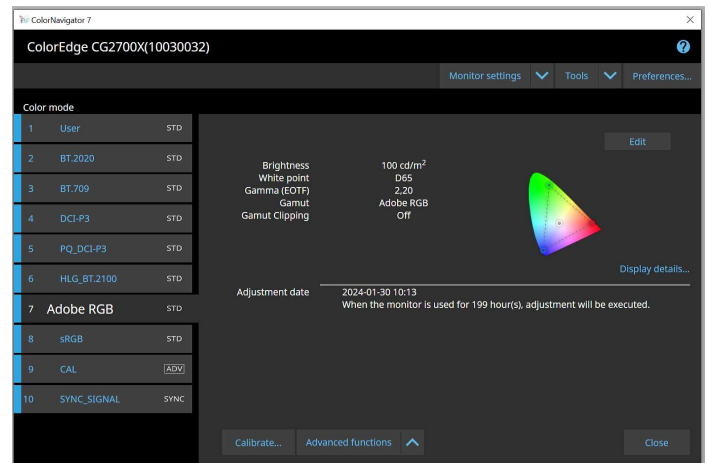 ColorNavigator 7
ColorEdge CG2700X(10030032)
Monitor settings Tools Preferences...
Color mode
1 User STD
2 BT.2020 STD
3 BT.709 STD
4 DCI-P3 STD
5 PQ_DCI-P3 STD
6 HLG_BT.2100 STD
7 Adobe RGB STD
8 sRGB STD
9 CAL ADV
10 SYNC_SIGNAL SYNC
Edit
Brightness 100 cd/m²
White point D65
Gamma (EOTF) 2,20
Gamut Adobe RGB
Gamut Clipping Off
Display details...
Adjustment date 2024-01-30 10:13
When the monitor is used for 199 hour(s), adjustment will be executed.
Calibrate... Advanced functions Close